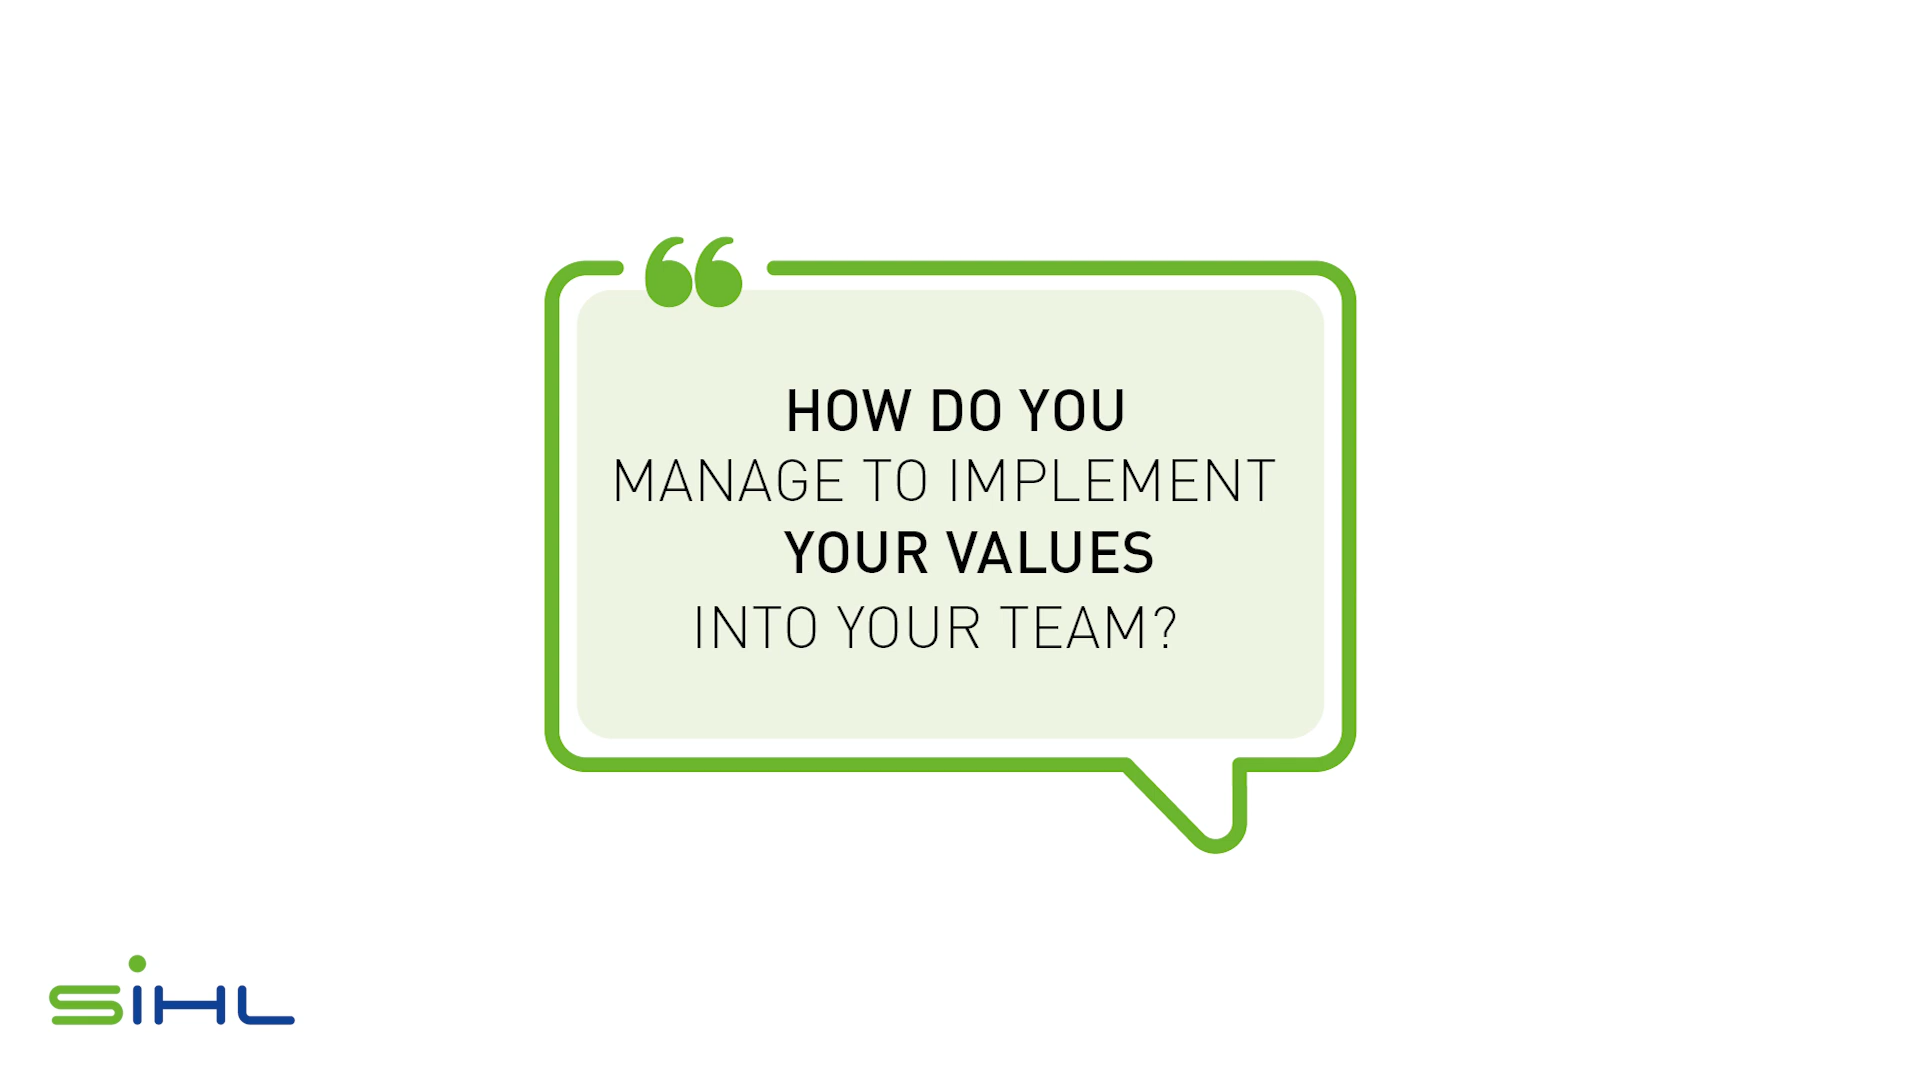 HOW DO YOU
MANAGE TO IMPLEMENT
YOUR VALUES
INTO YOUR TEAM?
SiHL